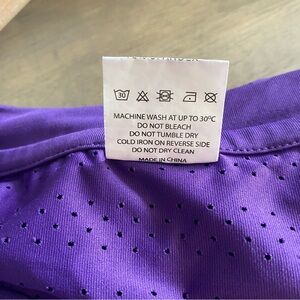 30
MACHINE WASH AT UP TO 30ºC
DO NOT BLEACH
DO NOT TUMBLE DRY
COLD IRON ON REVERSE SIDE
DO NOT DRY CLEAN
MADE IN CHINA